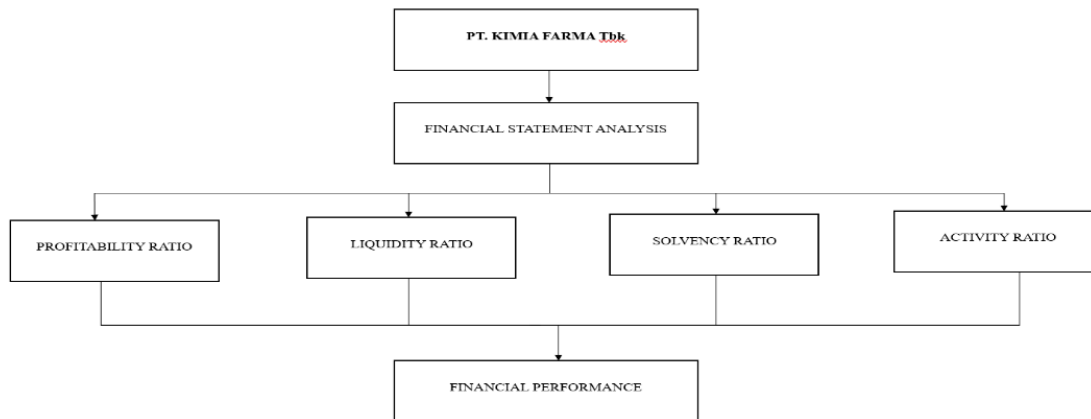 PT. KIMIA FARMA Tbk
FINANCIAL STATEMENT ANALYSIS
PROFITABILITY RATIO
LIQUIDITY RATIO
SOLVENCY RATIO
ACTIVITY RATIO
FINANCIAL PERFORMANCE